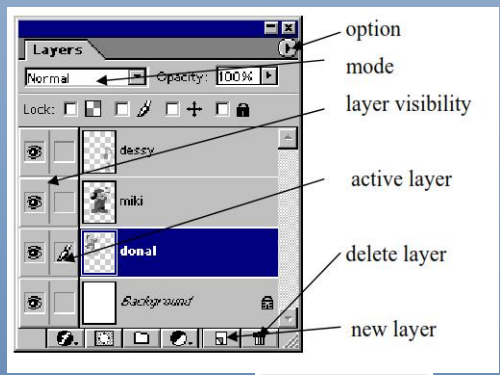 Layers
option
Normal
Opacity: 100%
mode
Lock:
layer visibility
dessy
miki
active layer
donal
delete layer
Background
new layer